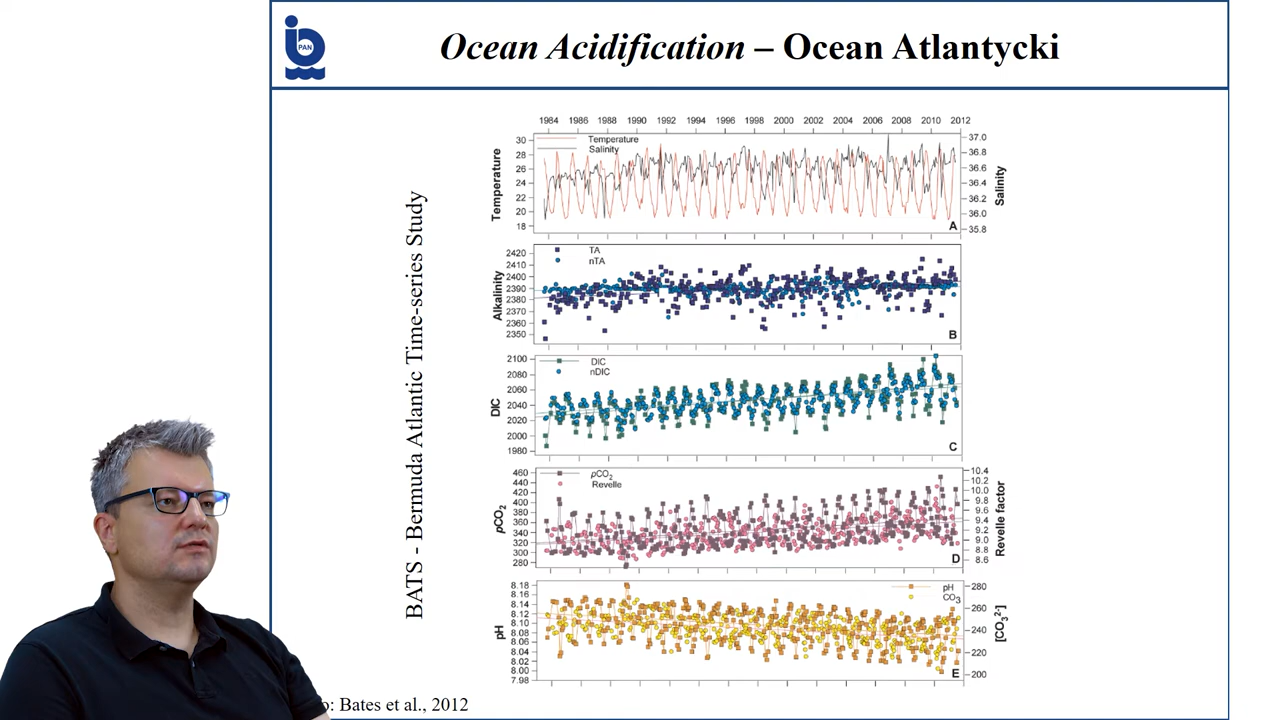 PAN
Ocean Acidification – Ocean Atlantycki
BATS - Bermuda Atlantic Time-series Study
1984 1986 1988 1990 1992 1994 1996 1998 2000 2002 2004 2006 2008 2010 2012
Temperature
30
28
26
24
22
20
18
Temperature
Salinity
37.0
36.8
36.6
36.4
36.2
36.0
35.8
Salinity
A
Alkalinity
2420
2410
2400
2390
2380
2370
2360
2350
TA
nTA
B
DIC
2100
2080
2060
2040
2020
2000
1980
DIC
nDIC
C
pCO2
460
440
420
400
380
360
340
320
300
280
pCO2
Revelle
10.4
10.2
10.0
9.8
9.6
9.4
9.2
9.0
8.8
8.6
Revelle factor
D
pH
8.18
8.16
8.14
8.12
8.10
8.08
8.06
8.04
8.02
8.00
7.98
pH
CO3
280
260
240
220
200
[CO3²⁻]
E
o: Bates et al., 2012